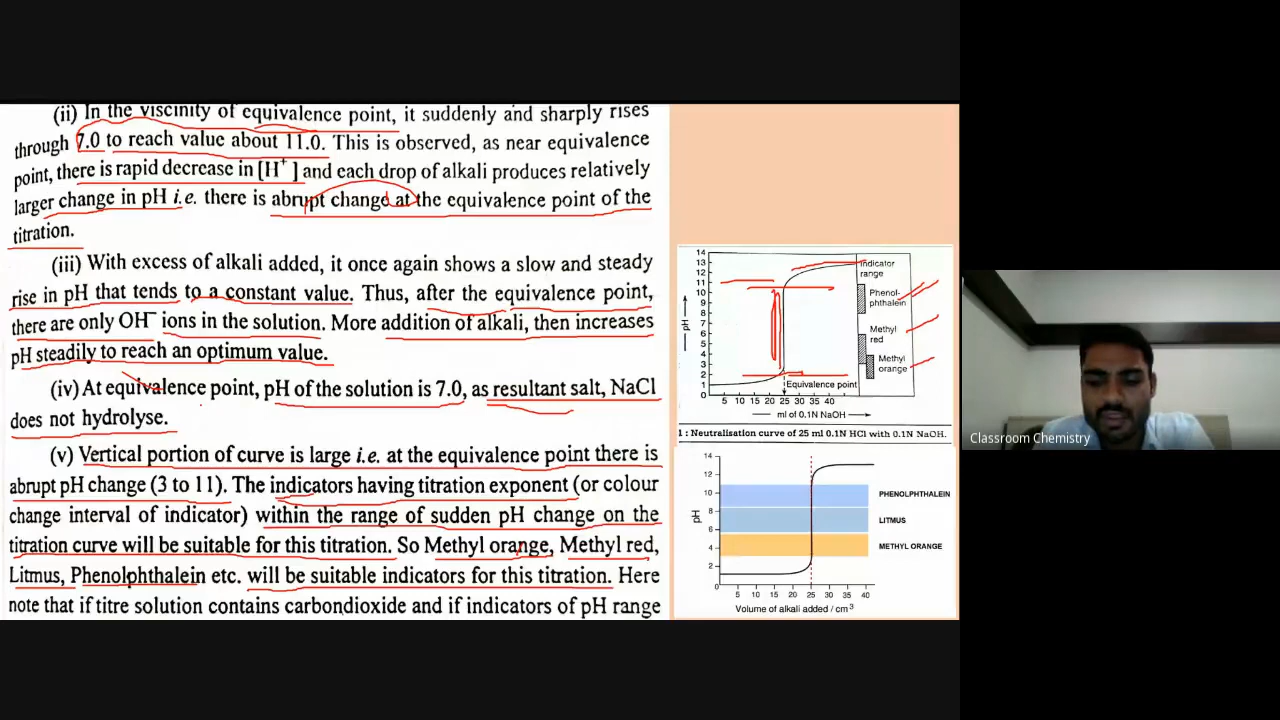 (ii) In the viscinity of equivalence point, it suddenly and sharply rises
through 7.0 to reach value about 11.0. This is observed, as near equivalence
point, there is rapid decrease in [H+] and each drop of alkali produces relatively
larger change in pH i.e. there is abrupt change at the equivalence point of the
titration.
(iii) With excess of alkali added, it once again shows a slow and steady
rise in pH that tends to a constant value. Thus, after the equivalence point,
there are only OH− ions in the solution. More addition of alkali, then increases
pH steadily to reach an optimum value.
(iv) At equivalence point, pH of the solution is 7.0, as resultant salt, NaCl
does not hydrolyse.
(v) Vertical portion of curve is large i.e. at the equivalence point there is
abrupt pH change (3 to 11). The indicators having titration exponent (or colour
change interval of indicator) within the range of sudden pH change on the
titration curve will be suitable for this titration. So Methyl orange, Methyl red,
Litmus, Phenolphthalein etc. will be suitable indicators for this titration. Here
note that if titre solution contains carbondioxide and if indicators of pH range
14
13
12
11
10
9
8
7
6
5
4
3
2
1
0
pH
Indicator
range
Phenol-
phthalein
Methyl
red
Methyl
orange
Equivalence point
5 10 15 20 25 30 35 40
ml of 0.1N NaOH
1 : Neutralisation curve of 25 ml 0.1N HCl with 0.1N NaOH.
14
12
10
8
6
4
2
0
pH
PHENOLPHTHALEIN
LITMUS
METHYL ORANGE
5 10 15 20 25 30 35 40
Volume of alkali added / cm3
Classroom Chemistry